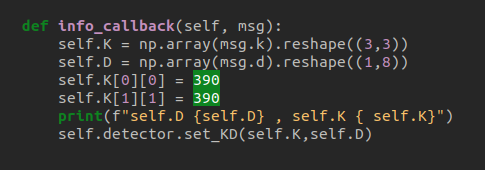 def info_callback(self, msg):
    self.K = np.array(msg.k).reshape((3,3))
    self.D = np.array(msg.d).reshape((1,8))
    self.K[0][0] = 390
    self.K[1][1] = 390
    print(f"self.D {self.D} , self.K { self.K}")
    self.detector.set_KD(self.K,self.D)